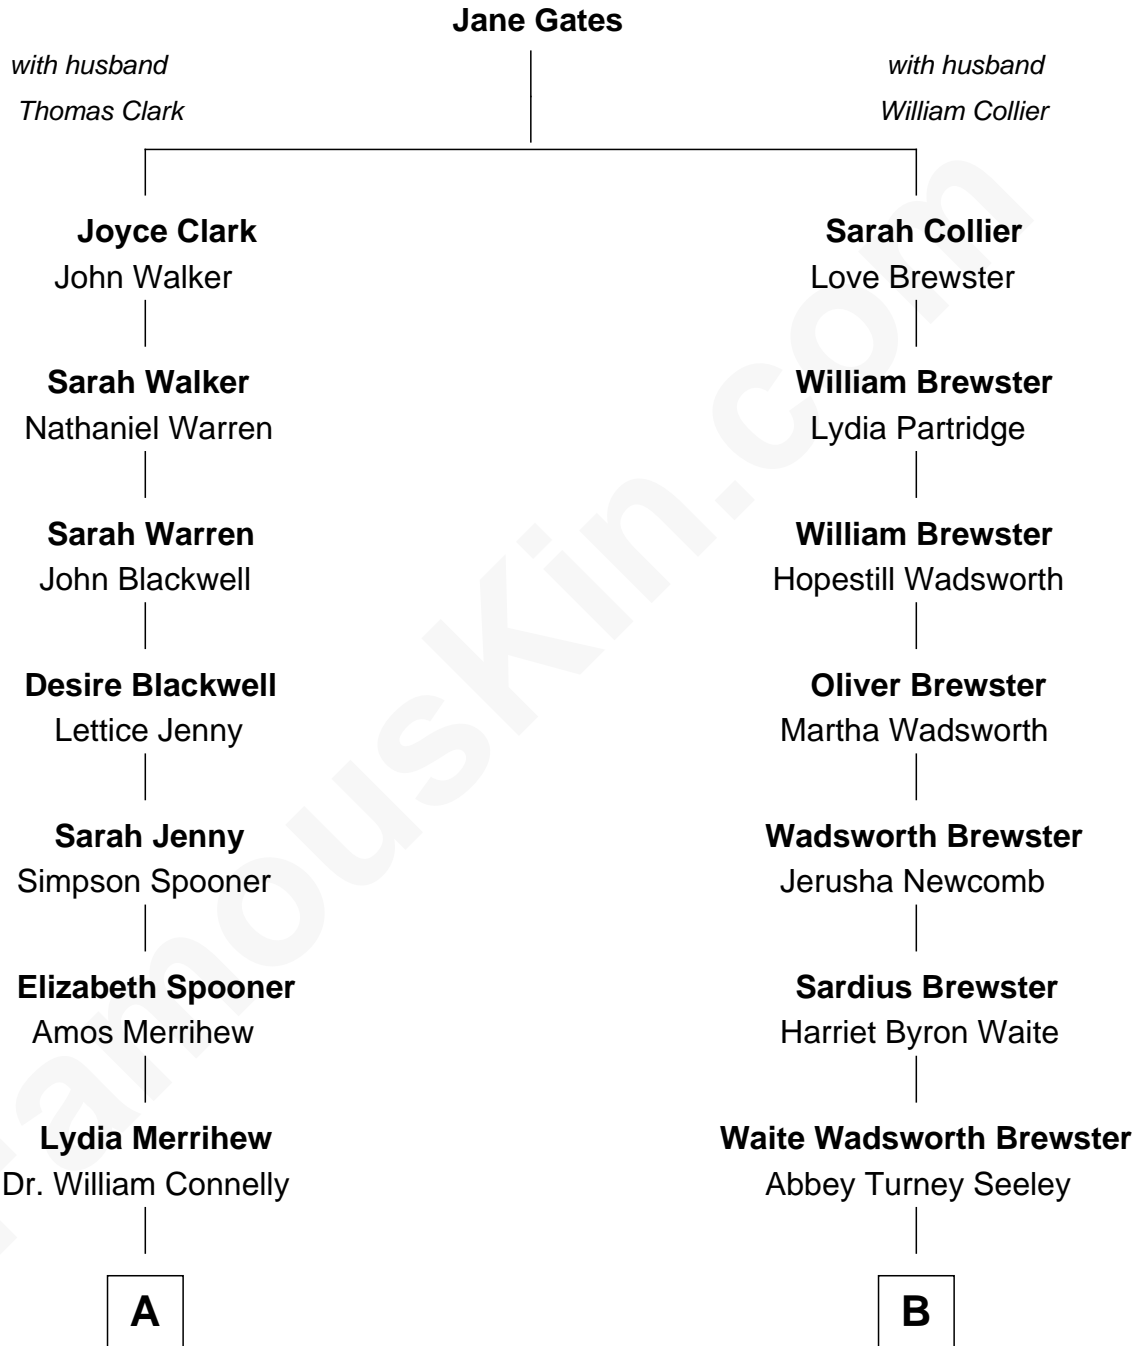 Jane Gates
with husband
Thomas Clark
with husband
William Collier
Joyce Clark
John Walker
Sarah Walker
Nathaniel Warren
Sarah Warren
John Blackwell
Desire Blackwell
Lettice Jenny
Sarah Jenny
Simpson Spooner
Elizabeth Spooner
Amos Merrihew
Lydia Merrihew
Dr. William Connelly
A
Sarah Collier
Love Brewster
William Brewster
Lydia Partridge
William Brewster
Hopestill Wadsworth
Oliver Brewster
Martha Wadsworth
Wadsworth Brewster
Jerusha Newcomb
Sardius Brewster
Harriet Byron Waite
Waite Wadsworth Brewster
Abbey Turney Seeley
B
FamousKin.com